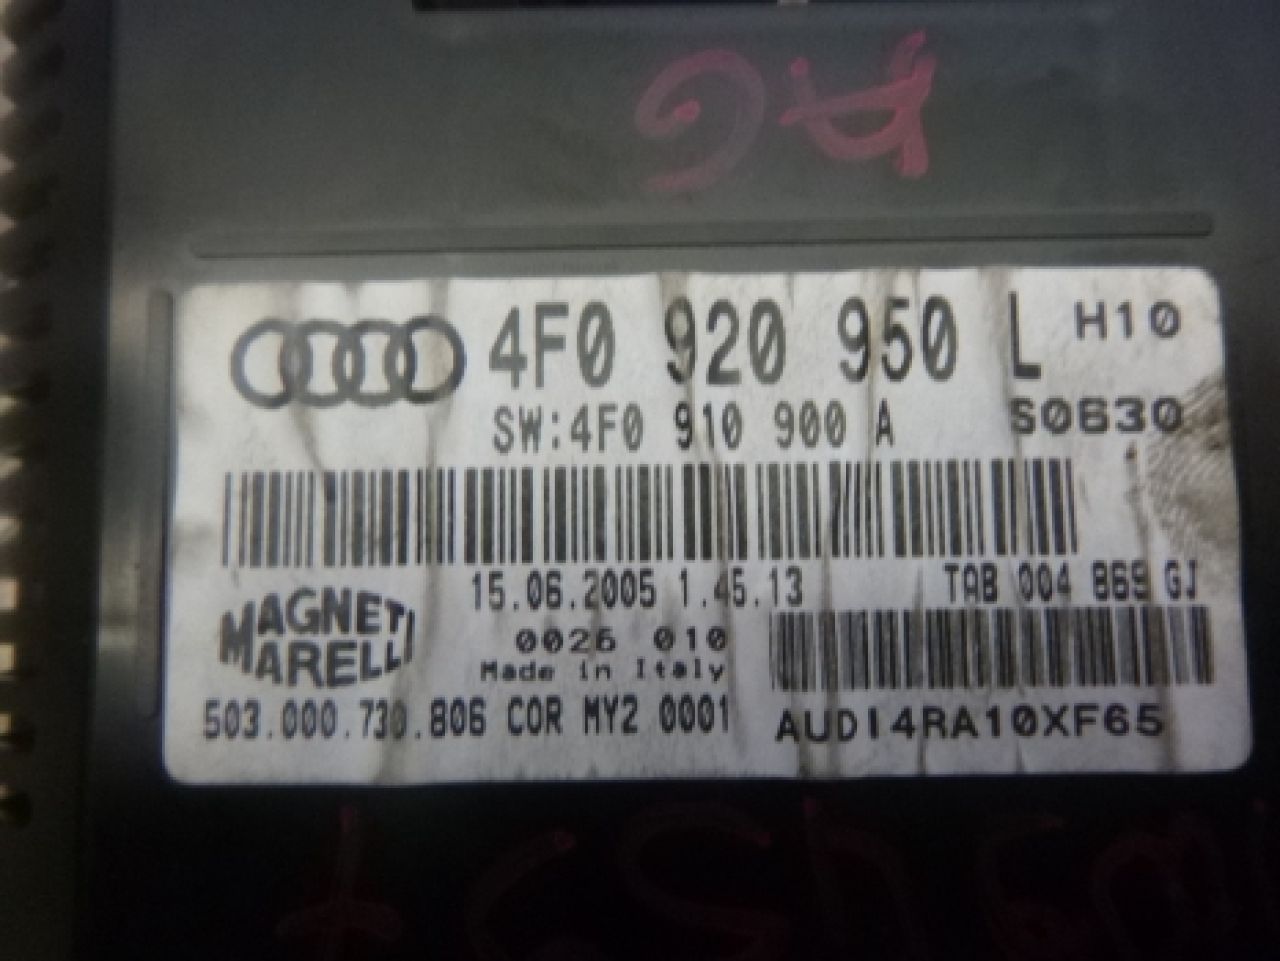 4F0 920 950 L H10
SW:4F0 910 900 A S0630
15.06.2005 1.45.13 TAB 004 869 GJ
MAGNETI
MARELLI
0026 010
Made in Italy
503.000.730.806 COR MY2 0001
AUDI4RA10XF65